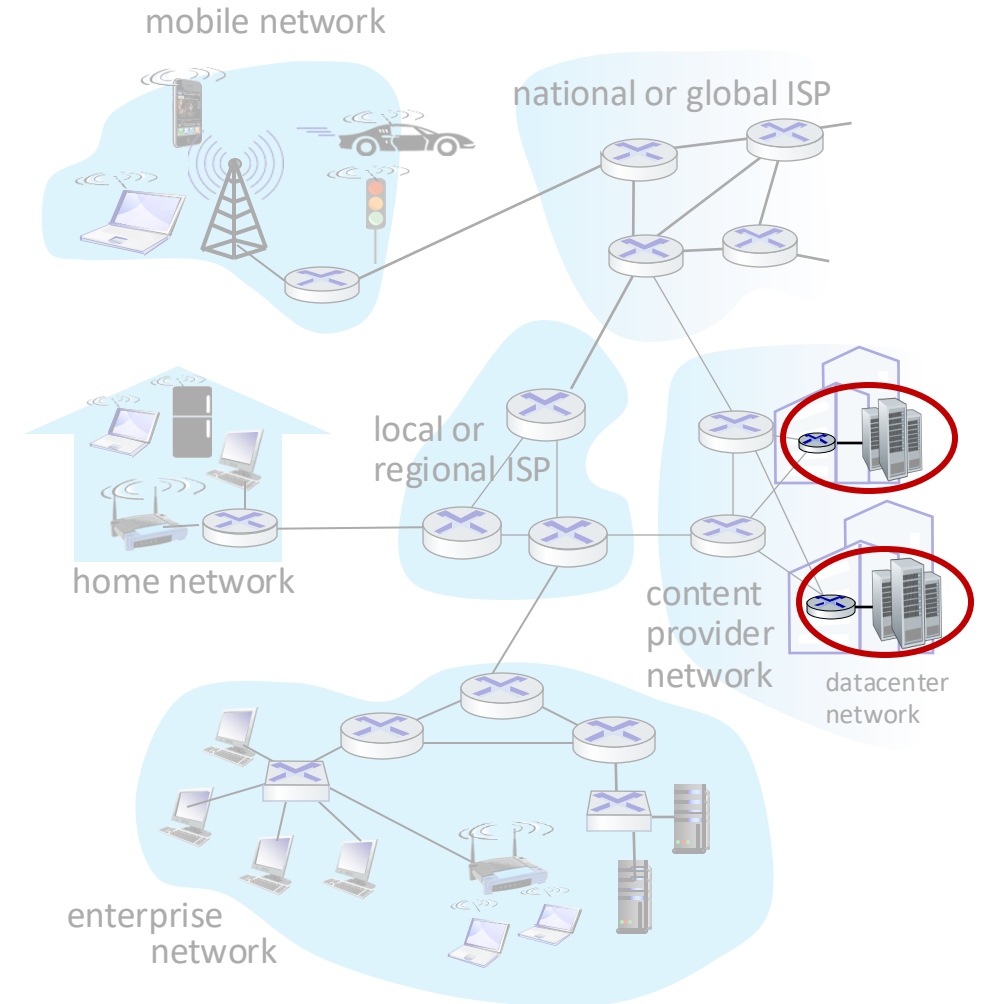 mobile network
national or global ISP
local or
regional ISP
home network
content
provider
network
datacenter
network
enterprise
network